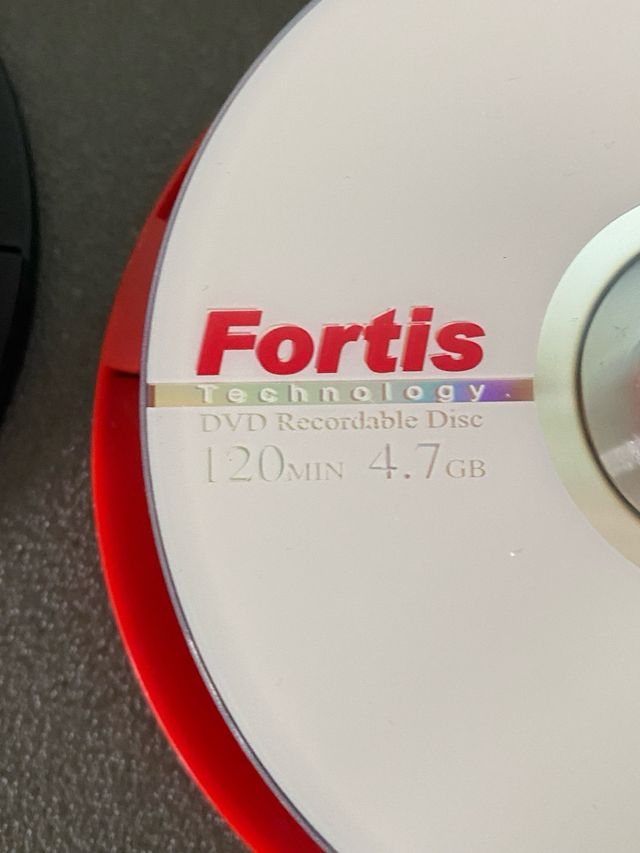 Fortis
Technology
DVD Recordable Disc
120MIN 4.7GB